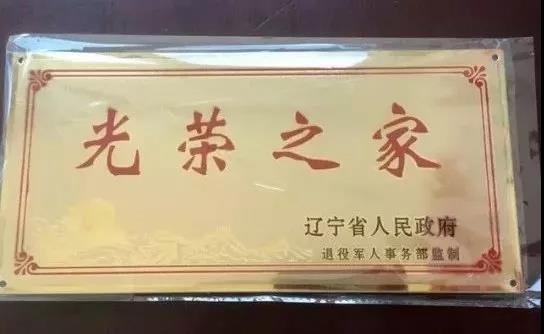 光荣之家
辽宁省人民政府
退役军人事务部监制